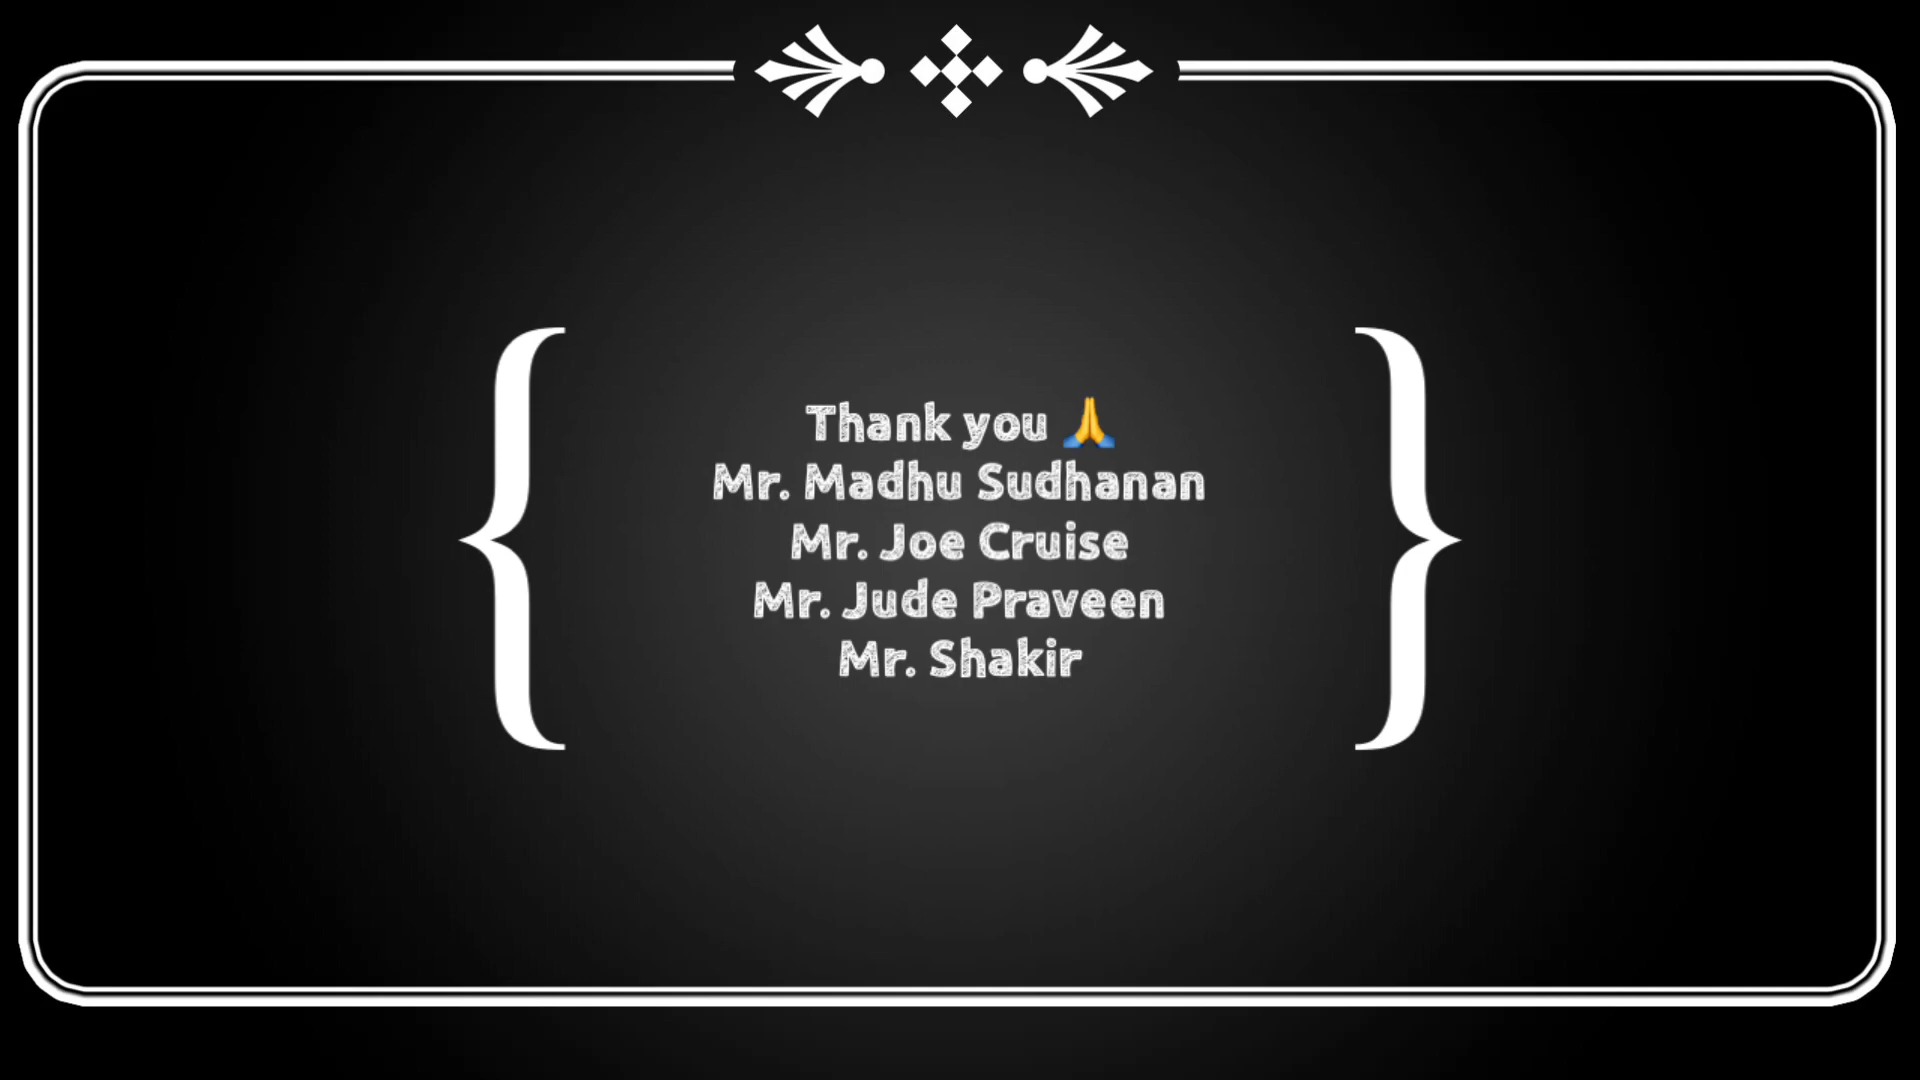 Thank you 🙏
Mr. Madhu Sudhanan
Mr. Joe Cruise
Mr. Jude Praveen
Mr. Shakir